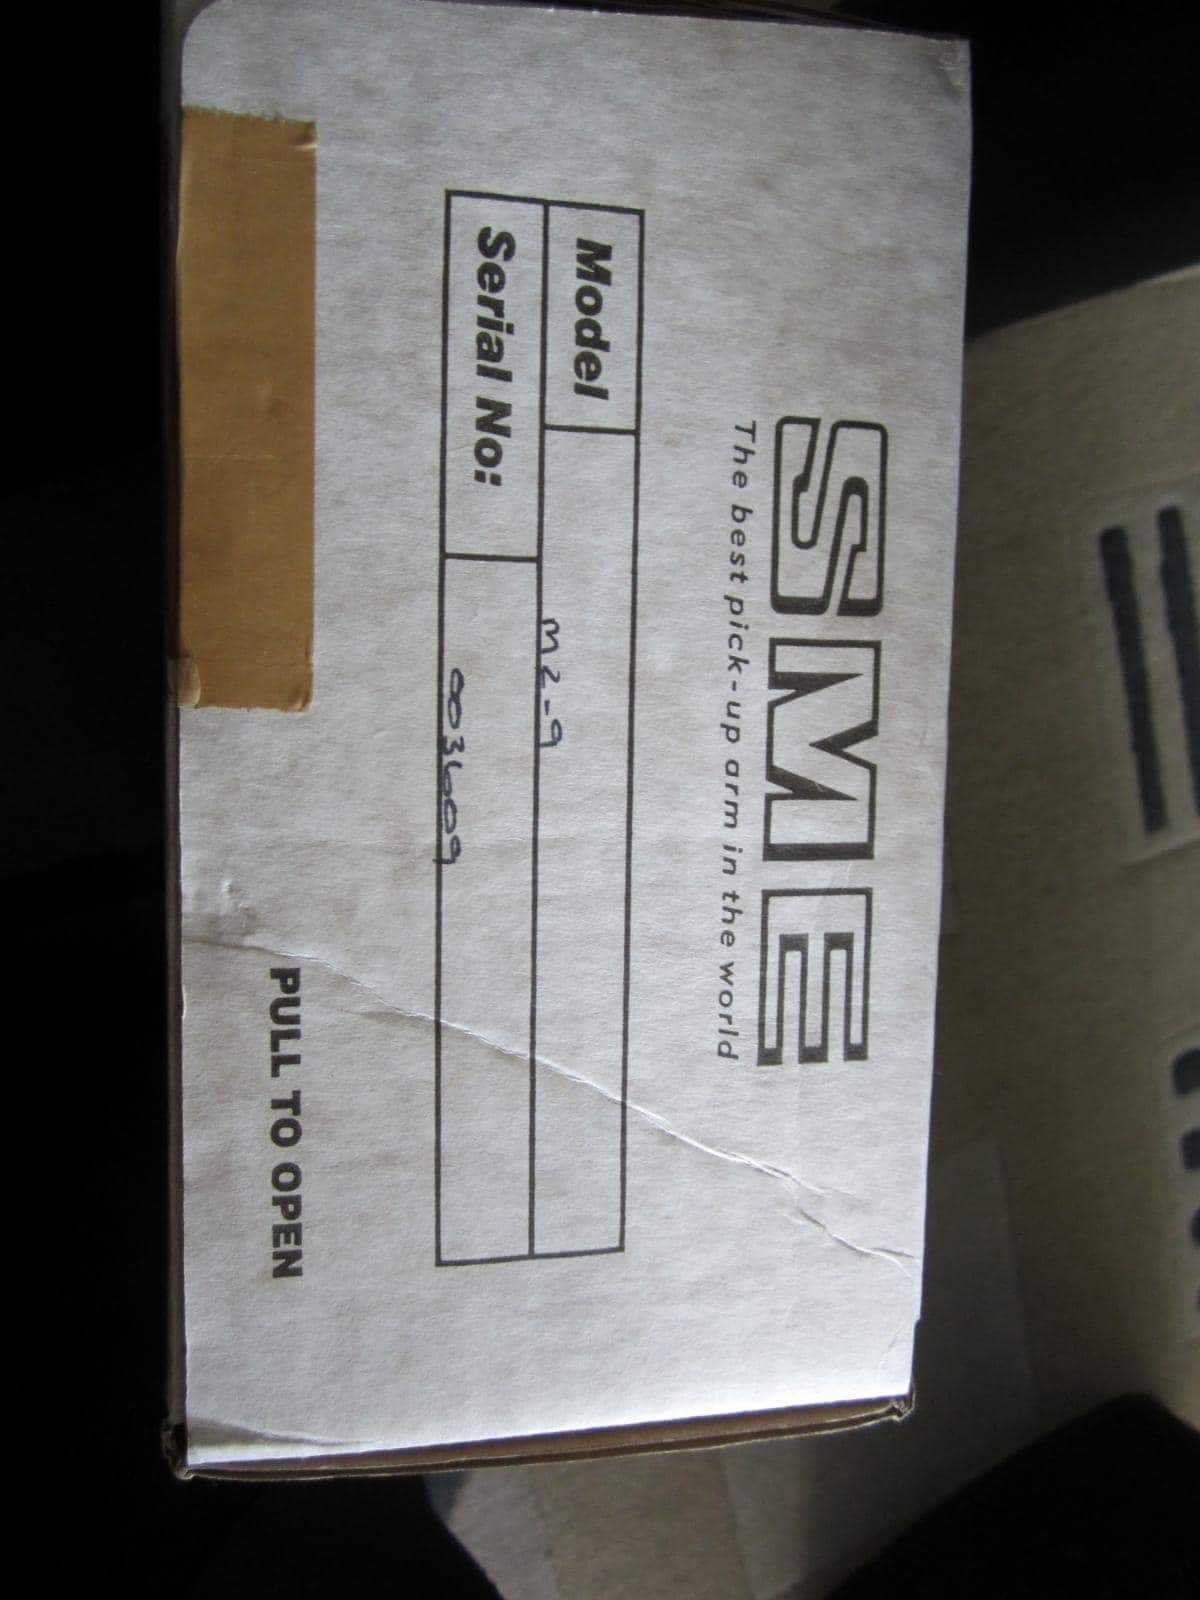 SME
The best pick-up arm in the world
Model M2-9
Serial No: 003609
PULL TO OPEN